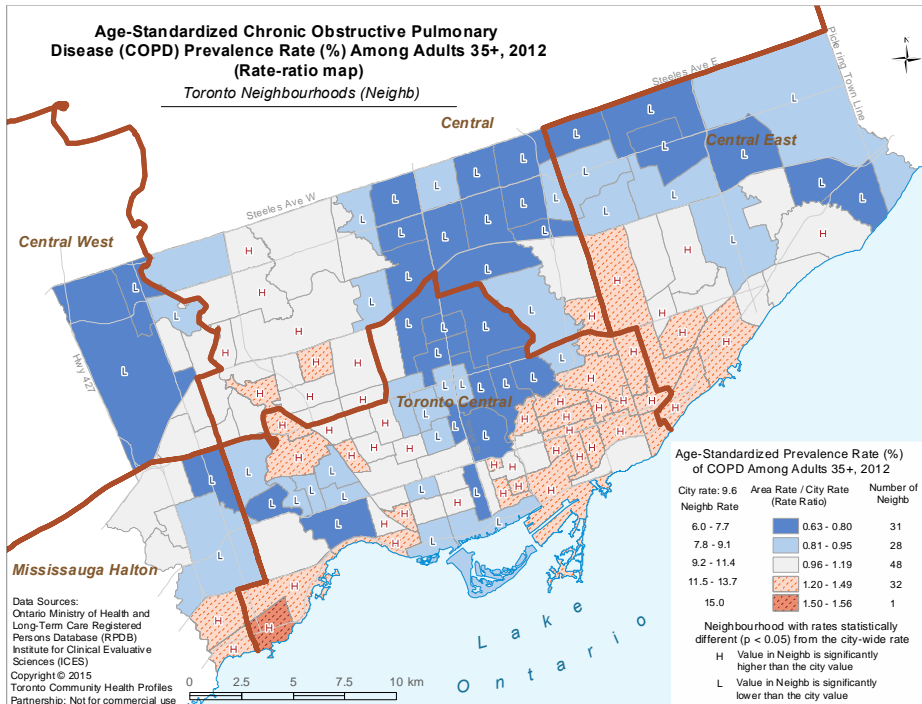 Age-Standardized Chronic Obstructive Pulmonary
Disease (COPD) Prevalence Rate (%) Among Adults 35+, 2012
(Rate-ratio map)
Toronto Neighbourhoods (Neighb)
Steeles Ave E
Pickering Town Line
N
Central
Central East
Steeles Ave W
Central West
Hwy 427
Toronto Central
Mississauga Halton
Lake
Ontario
Data Sources:
Ontario Ministry of Health and
Long-Term Care Registered
Persons Database (RPDB)
Institute for Clinical Evaluative
Sciences (ICES)
Copyright © 2015
Toronto Community Health Profiles
Partnership: Not for commercial use
0 2.5 5 7.5 10 km
Age-Standardized Prevalence Rate (%)
of COPD Among Adults 35+, 2012
City rate: 9.6
Neighb Rate
Area Rate / City Rate
(Rate Ratio)
Number of
Neighb
6.0 - 7.7 0.63 - 0.80 31
7.8 - 9.1 0.81 - 0.95 28
9.2 - 11.4 0.96 - 1.19 48
11.5 - 13.7 1.20 - 1.49 32
15.0 1.50 - 1.56 1
Neighbourhood with rates statistically
different (p < 0.05) from the city-wide rate
H Value in Neighb is significantly
higher than the city value
L Value in Neighb is significantly
lower than the city value